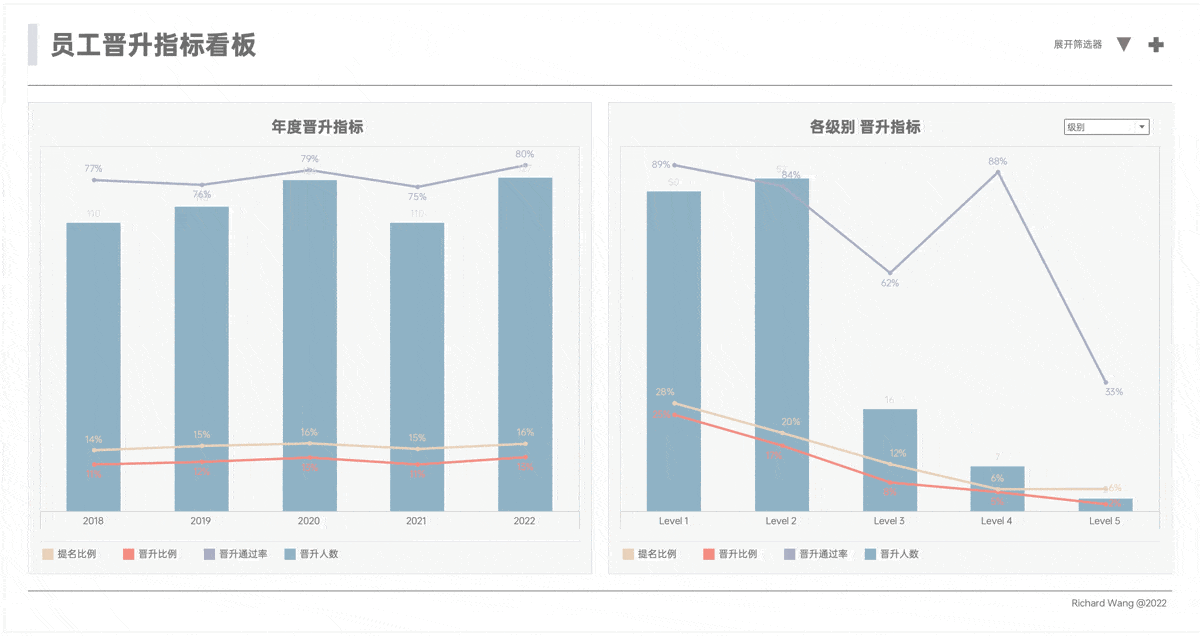 员工晋升指标看板
展开筛选器
年度晋升指标
77%
76%
79%
75%
80%
110
110
14%
15%
16%
15%
16%
2018
2019
2020
2021
2022
提名比例
晋升比例
晋升通过率
晋升人数
各级别 晋升指标
级别
89%
84%
62%
88%
33%
50
16
7
28%
20%
12%
6%
6%
Level 1
Level 2
Level 3
Level 4
Level 5
提名比例
晋升比例
晋升通过率
晋升人数
Richard Wang @2022